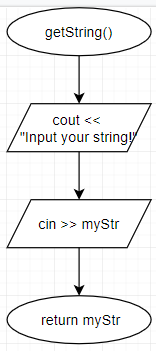 getString()
cout <<
"Input your string!"
cin >> myStr
return myStr